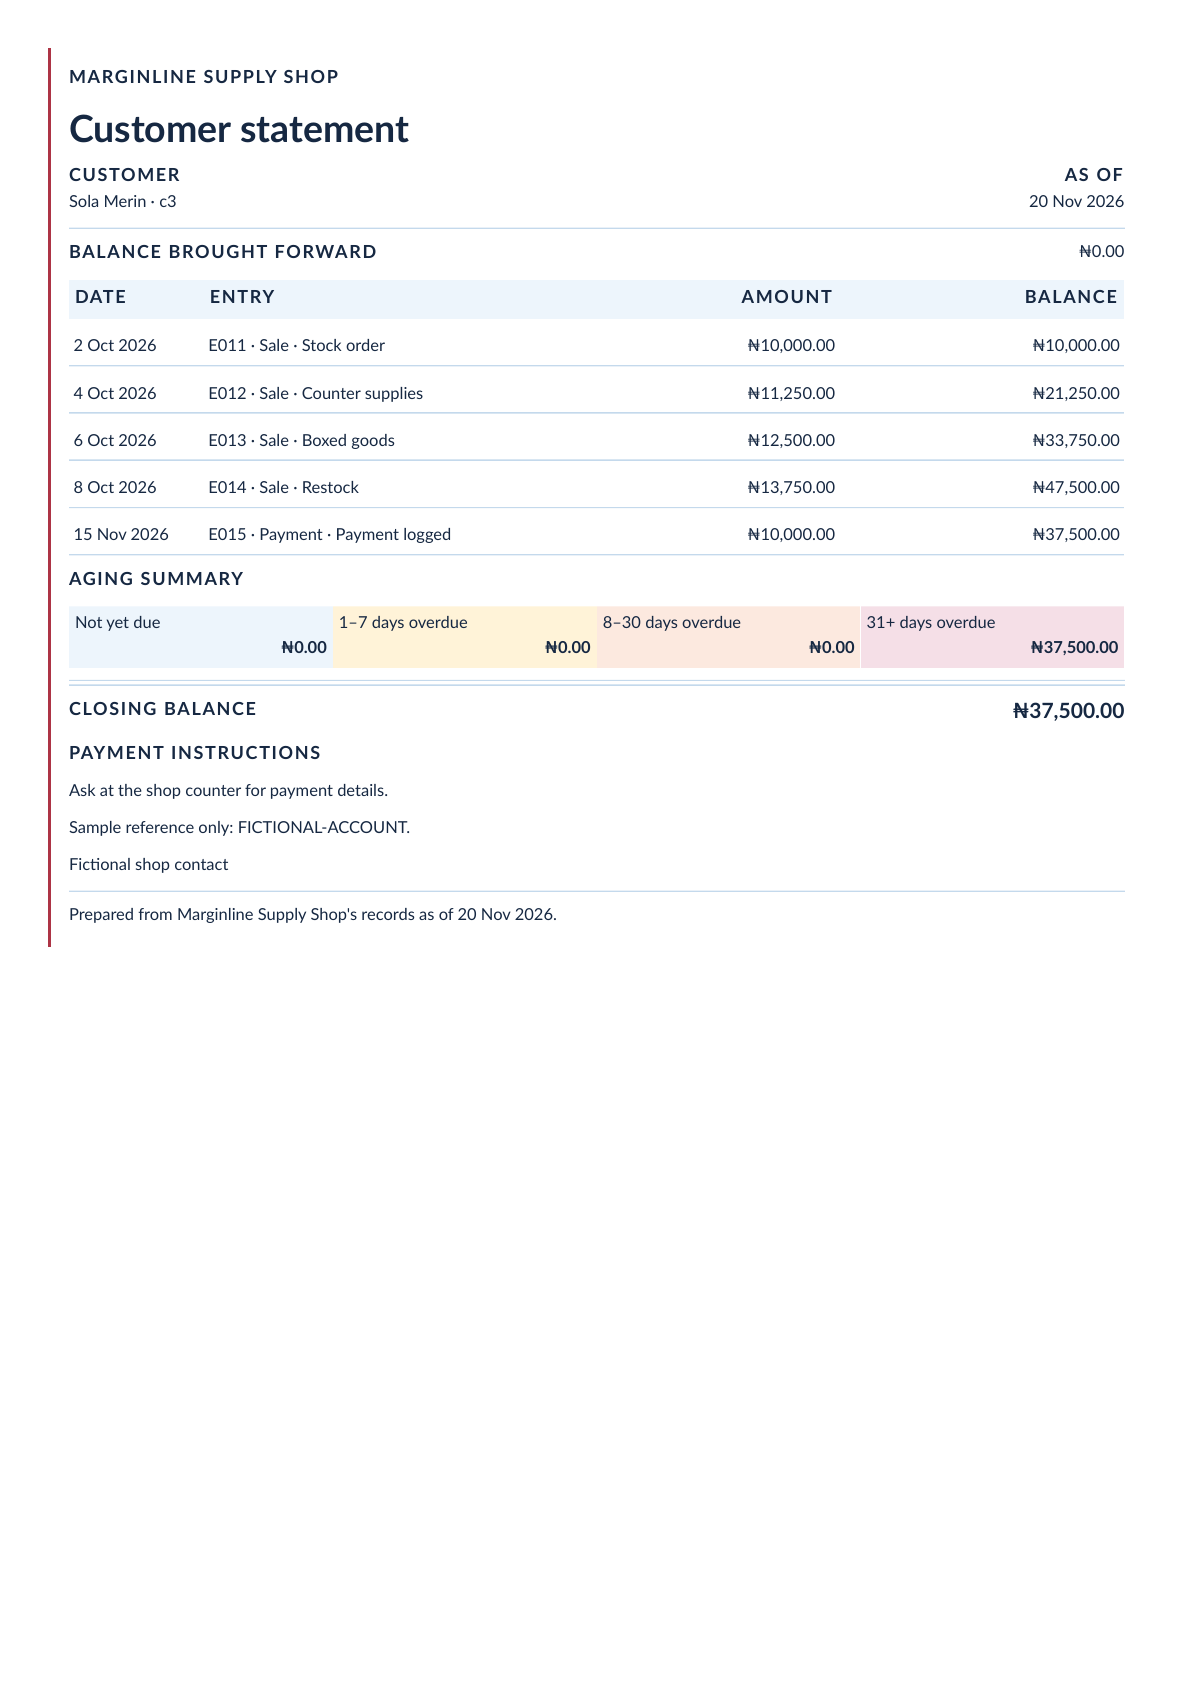 MARGINLINE SUPPLY SHOP
Customer statement
CUSTOMER AS OF
Sola Merin · c3 20 Nov 2026
BALANCE BROUGHT FORWARD ₦0.00
DATE ENTRY AMOUNT BALANCE
2 Oct 2026 E011 · Sale · Stock order ₦10,000.00 ₦10,000.00
4 Oct 2026 E012 · Sale · Counter supplies ₦11,250.00 ₦21,250.00
6 Oct 2026 E013 · Sale · Boxed goods ₦12,500.00 ₦33,750.00
8 Oct 2026 E014 · Sale · Restock ₦13,750.00 ₦47,500.00
15 Nov 2026 E015 · Payment · Payment logged ₦10,000.00 ₦37,500.00
AGING SUMMARY
Not yet due 1–7 days overdue 8–30 days overdue 31+ days overdue
₦0.00 ₦0.00 ₦0.00 ₦37,500.00
CLOSING BALANCE ₦37,500.00
PAYMENT INSTRUCTIONS
Ask at the shop counter for payment details.
Sample reference only: FICTIONAL-ACCOUNT.
Fictional shop contact
Prepared from Marginline Supply Shop's records as of 20 Nov 2026.